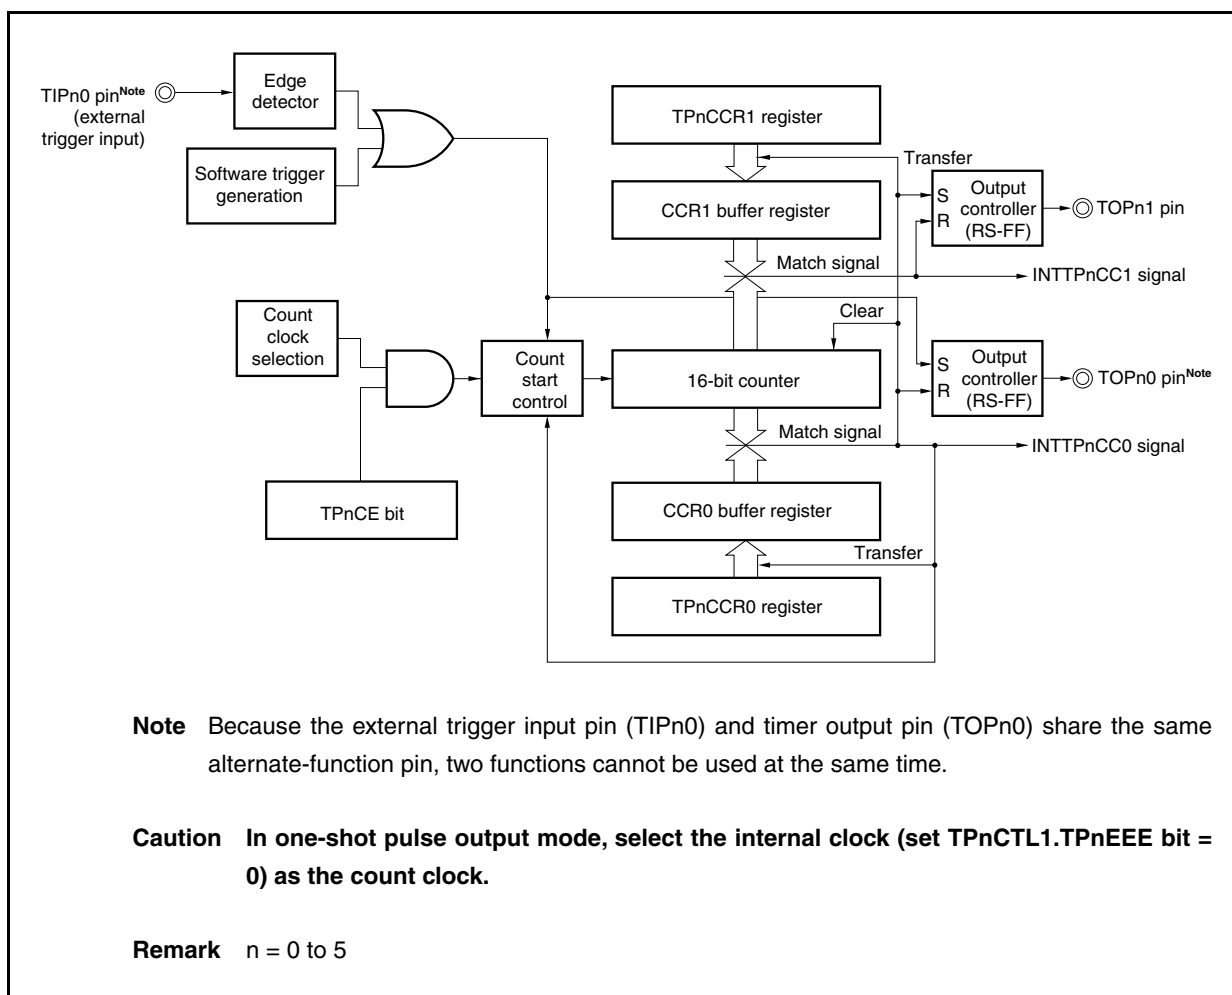 TIPn0 pinNote
(external
trigger input)
Edge
detector
Software trigger
generation
TPnCCR1 register
Transfer
CCR1 buffer register
S
R
Output
controller
(RS-FF)
TOPn1 pin
Match signal
INTTPnCC1 signal
Count
clock
selection
Clear
Count
start
control
16-bit counter
S
R
Output
controller
(RS-FF)
TOPn0 pinNote
Match signal
INTTPnCC0 signal
TPnCE bit
CCR0 buffer register
Transfer
TPnCCR0 register
Note Because the external trigger input pin (TIPn0) and timer output pin (TOPn0) share the same
alternate-function pin, two functions cannot be used at the same time.
Caution In one-shot pulse output mode, select the internal clock (set TPnCTL1.TPnEEE bit =
0) as the count clock.
Remark n = 0 to 5